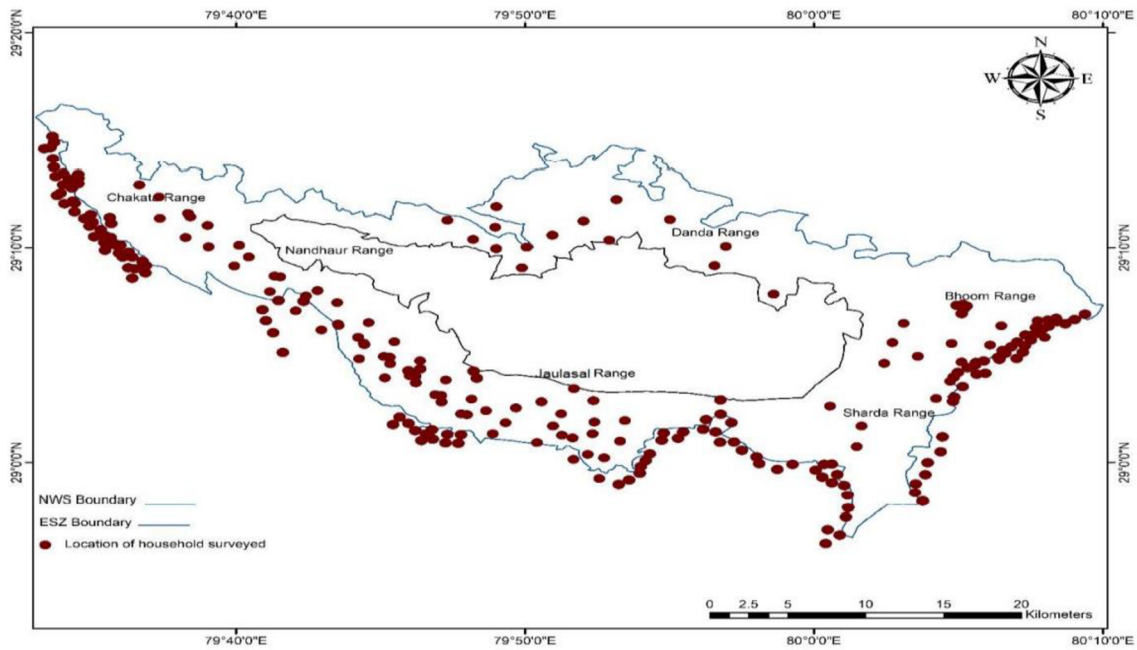 79°40'0"E 79°50'0"E 80°0'0"E 80°10'0"E
29°20'0"N
N
W E
S
Chakata Range
Danda Range
29°10'0"N 29°10'0"N
Nandhaur Range
Bhoom Range
Jaulasal Range
Sharda Range
29°0'0"N 29°0'0"N
NWS Boundary
ESZ Boundary
Location of household surveyed
0 2.5 5 10 15 20
Kilometers
79°40'0"E 79°50'0"E 80°0'0"E 80°10'0"E